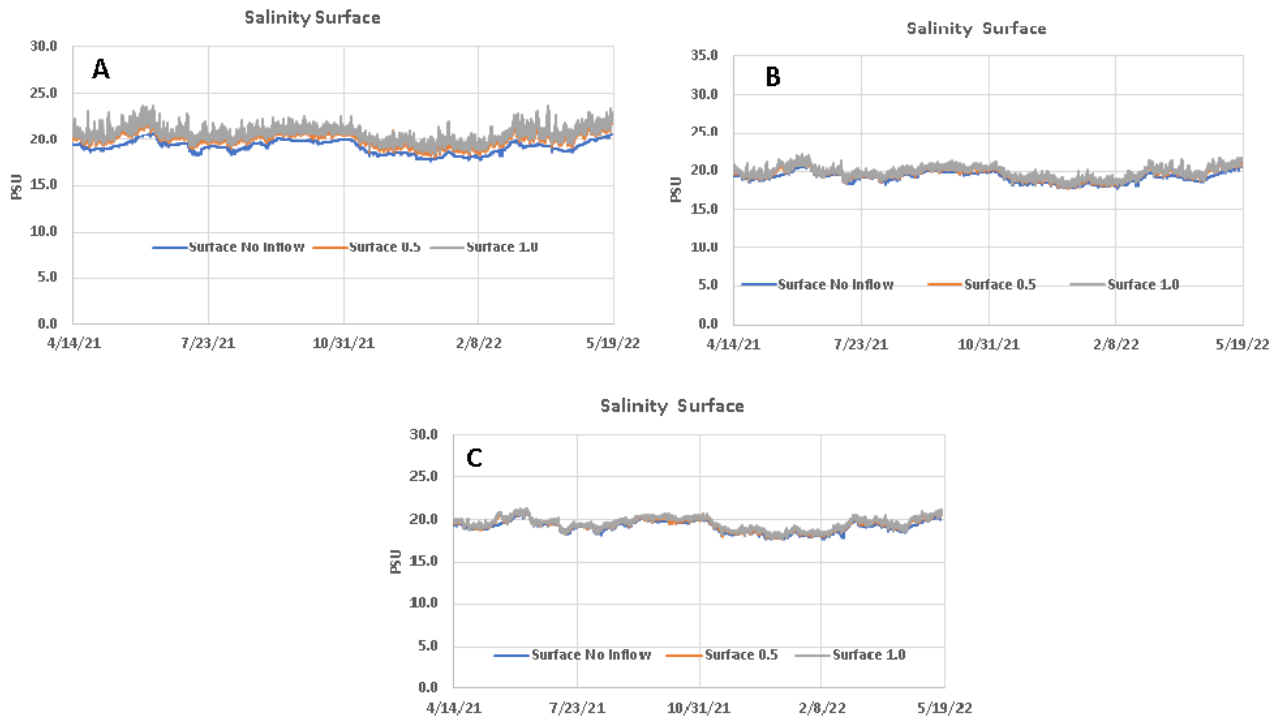 Salinity Surface
30.0
A
25.0
20.0
15.0
PSU
10.0
Surface No Inflow Surface 0.5 Surface 1.0
5.0
0.0
4/14/21 7/23/21 10/31/21 2/8/22 5/19/22
Salinity Surface
35.0
B
30.0
25.0
20.0
PSU
15.0
10.0
Surface No Inflow Surface 0.5 Surface 1.0
5.0
0.0
4/14/21 7/23/21 10/31/21 2/8/22 5/19/22
Salinity Surface
30.0
C
25.0
20.0
15.0
PSU
10.0
5.0
Surface No Inflow Surface 0.5 Surface 1.0
0.0
4/14/21 7/23/21 10/31/21 2/8/22 5/19/22